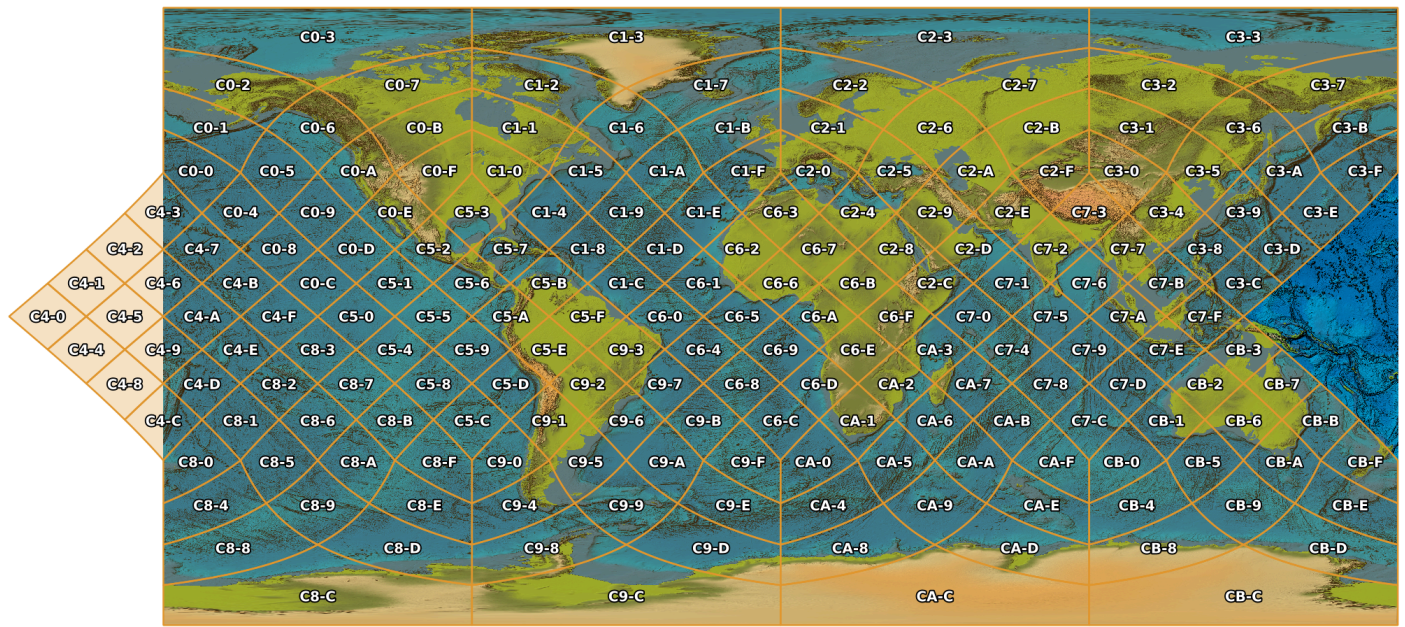 C0-3 C1-3 C2-3 C3-3
C0-2 C0-7 C1-2 C1-7 C2-2 C2-7 C3-2 C3-7
C0-1 C0-6 C0-B C1-1 C1-6 C1-B C2-1 C2-6 C2-B C3-1 C3-6 C3-B
C0-0 C0-5 C0-A C0-F C1-0 C1-5 C1-A C1-F C2-0 C2-5 C2-A C2-F C3-0 C3-5 C3-A C3-F
C4-3 C0-4 C0-9 C0-E C5-3 C1-4 C1-9 C1-E C6-3 C2-4 C2-9 C2-E C7-3 C3-4 C3-9 C3-E
C4-2 C4-7 C0-8 C0-D C5-2 C5-7 C1-8 C1-D C6-2 C6-7 C2-8 C2-D C7-2 C7-7 C3-8 C3-D
C4-1 C4-6 C4-B C0-C C5-1 C5-6 C5-B C1-C C6-1 C6-6 C6-B C2-C C7-1 C7-6 C7-B C3-C
C4-0 C4-5 C4-A C4-F C5-0 C5-5 C5-A C5-F C6-0 C6-5 C6-A C6-F C7-0 C7-5 C7-A C7-F
C4-4 C4-9 C4-E C8-3 C5-4 C5-9 C5-E C9-3 C6-4 C6-9 C6-E CA-3 C7-4 C7-9 C7-E CB-3
C4-8 C4-D C8-2 C8-7 C5-8 C5-D C9-2 C9-7 C6-8 C6-D CA-2 CA-7 C7-8 C7-D CB-2 CB-7
C4-C C8-1 C8-6 C8-B C5-C C9-1 C9-6 C9-B C6-C CA-1 CA-6 CA-B C7-C CB-1 CB-6 CB-B
C8-0 C8-5 C8-A C8-F C9-0 C9-5 C9-A C9-F CA-0 CA-5 CA-A CA-F CB-0 CB-5 CB-A CB-F
C8-4 C8-9 C8-E C9-4 C9-9 C9-E CA-4 CA-9 CA-E CB-4 CB-9 CB-E
C8-8 C8-D C9-8 C9-D CA-8 CA-D CB-8 CB-D
C8-C C9-C CA-C CB-C